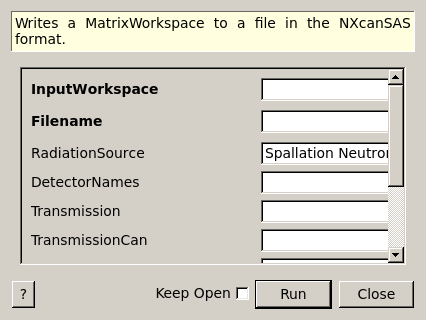 Writes a MatrixWorkspace to a file in the NXcanSAS
format.
InputWorkspace
Filename
RadiationSource Spallation
DetectorNames
Transmission
TransmissionCan
? Keep Open Run Close